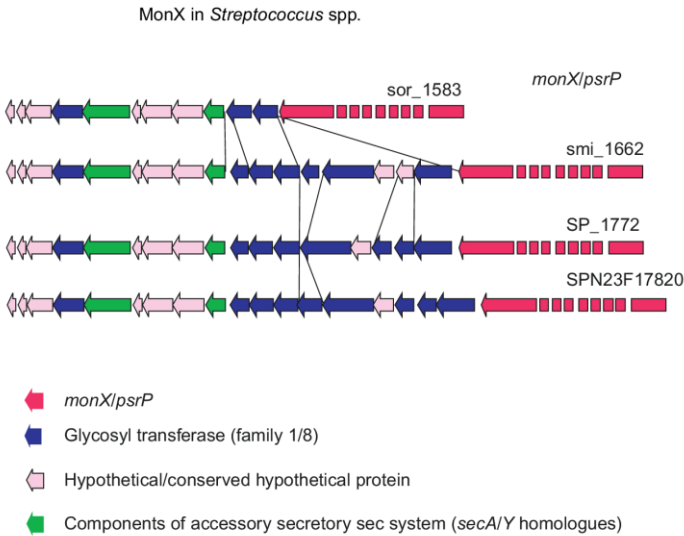 MonX in Streptococcus spp.
sor_1583
monX/psrP
smi_1662
SP_1772
SPN23F17820
monX/psrP
Glycosyl transferase (family 1/8)
Hypothetical/conserved hypothetical protein
Components of accessory secretory sec system (secA/Y homologues)